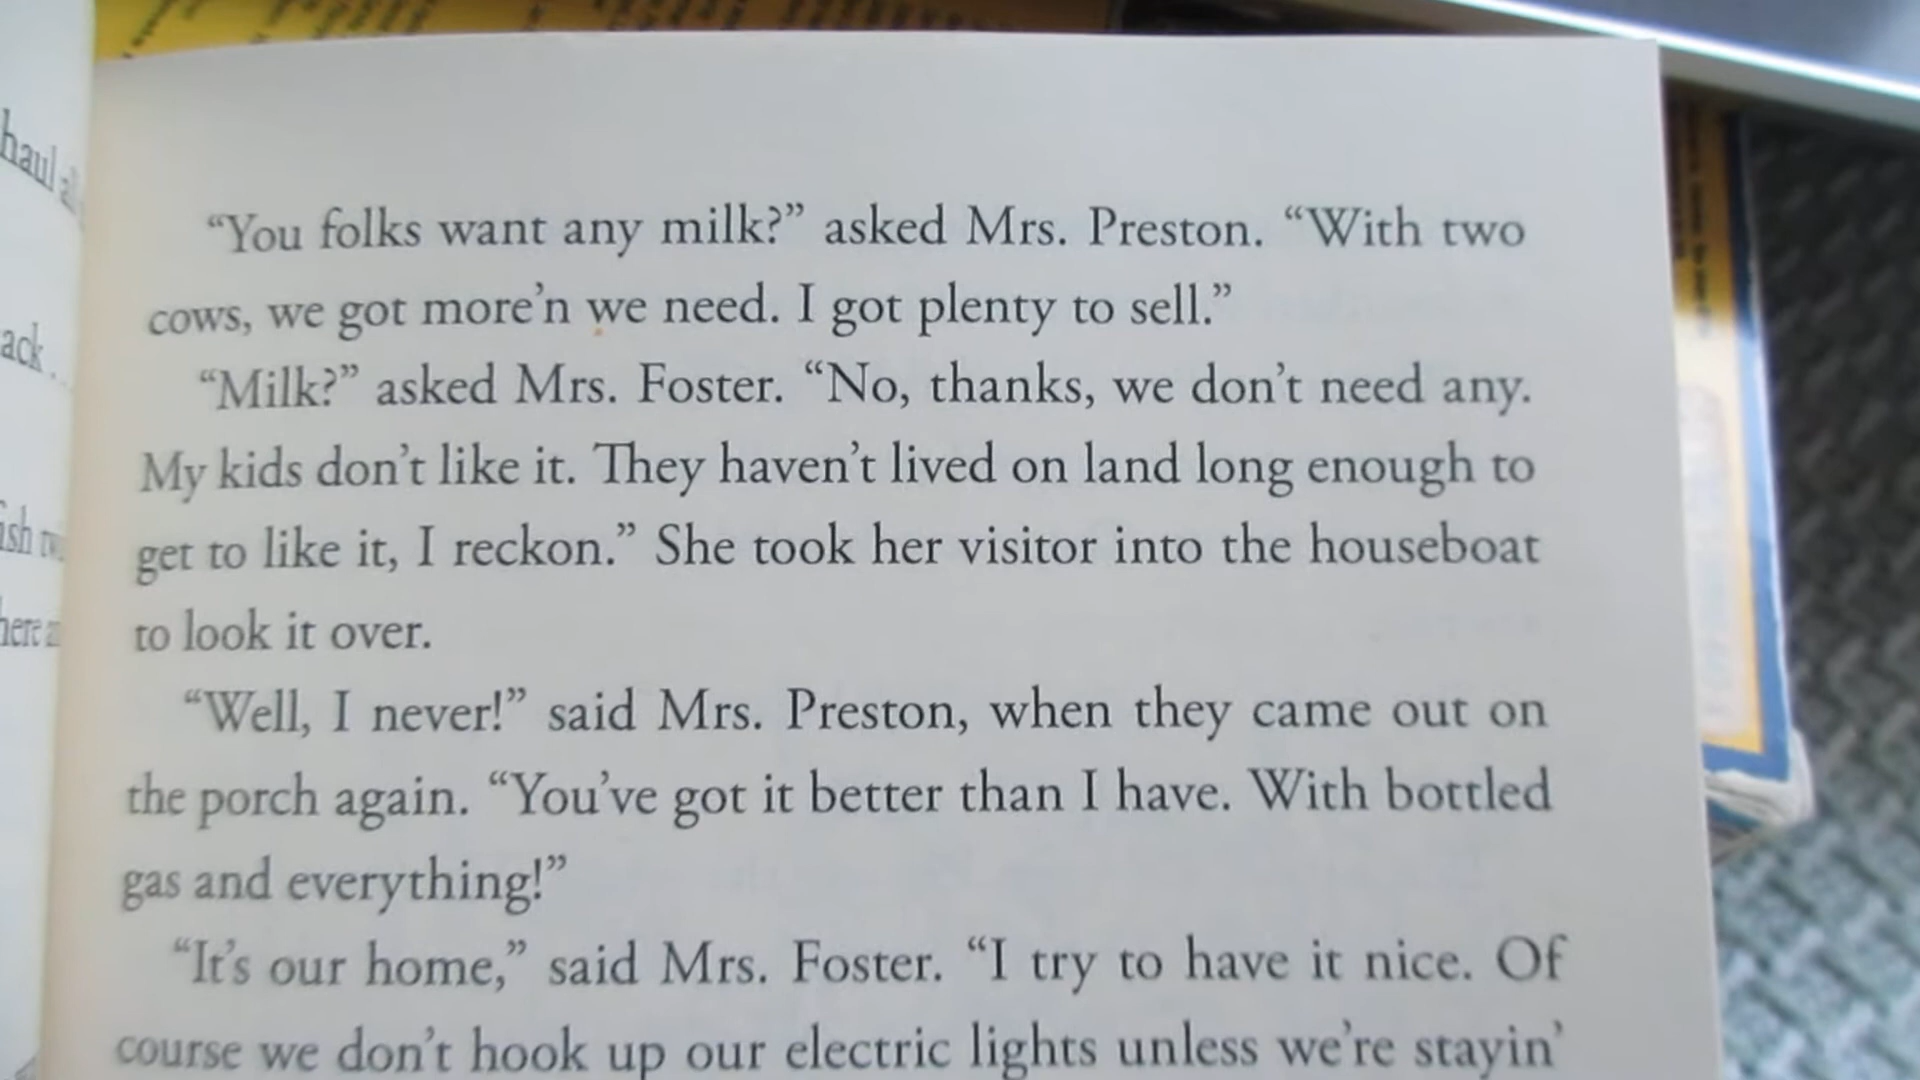 haul
ack
ish
here
“You folks want any milk?” asked Mrs. Preston. “With two
cows, we got more’n we need. I got plenty to sell.”
“Milk?” asked Mrs. Foster. “No, thanks, we don’t need any.
My kids don’t like it. They haven’t lived on land long enough to
get to like it, I reckon.” She took her visitor into the houseboat
to look it over.
“Well, I never!” said Mrs. Preston, when they came out on
the porch again. “You’ve got it better than I have. With bottled
gas and everything!”
“It’s our home,” said Mrs. Foster. “I try to have it nice. Of
course we don’t hook up our electric lights unless we’re stayin’